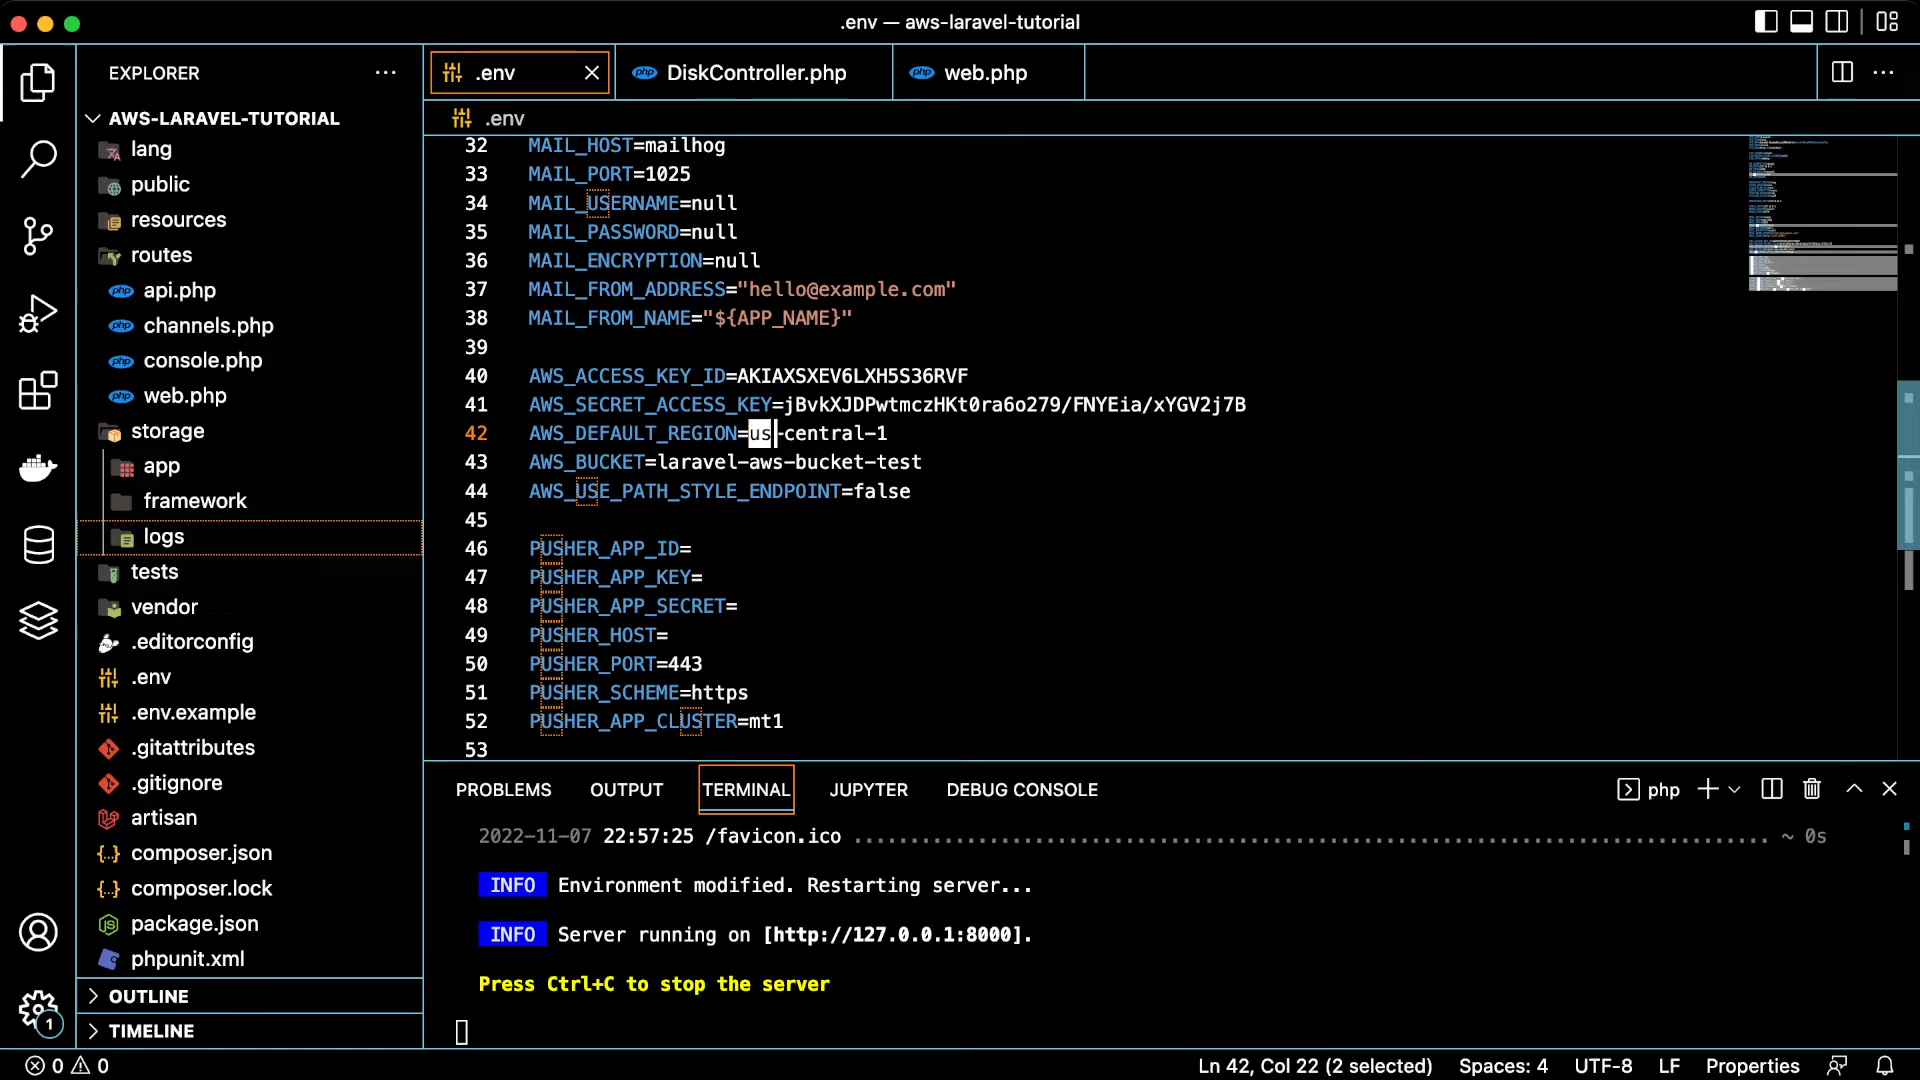 .env — aws-laravel-tutorial
EXPLORER
AWS-LARAVEL-TUTORIAL
lang
public
resources
routes
php api.php
php channels.php
php console.php
php web.php
storage
app
framework
logs
tests
vendor
.editorconfig
.env
.env.example
.gitattributes
.gitignore
artisan
{..} composer.json
{..} composer.lock
package.json
phpunit.xml
OUTLINE
TIMELINE
1
.env
php DiskController.php
php web.php
.env
32 MAIL_HOST=mailhog
33 MAIL_PORT=1025
34 MAIL_USERNAME=null
35 MAIL_PASSWORD=null
36 MAIL_ENCRYPTION=null
37 MAIL_FROM_ADDRESS="hello@example.com"
38 MAIL_FROM_NAME="${APP_NAME}"
39
40 AWS_ACCESS_KEY_ID=AKIAXSXEV6LXH5S36RVF
41 AWS_SECRET_ACCESS_KEY=jBvkXJDPwtmczHKt0ra6o279/FNYEia/xYGV2j7B
42 AWS_DEFAULT_REGION=us-central-1
43 AWS_BUCKET=laravel-aws-bucket-test
44 AWS_USE_PATH_STYLE_ENDPOINT=false
45
46 PUSHER_APP_ID=
47 PUSHER_APP_KEY=
48 PUSHER_APP_SECRET=
49 PUSHER_HOST=
50 PUSHER_PORT=443
51 PUSHER_SCHEME=https
52 PUSHER_APP_CLUSTER=mt1
53
PROBLEMS OUTPUT TERMINAL JUPYTER DEBUG CONSOLE
php
2022-11-07 22:57:25 /favicon.ico ................................................................................. ~ 0s
INFO Environment modified. Restarting server...
INFO Server running on [http://127.0.0.1:8000].
Press Ctrl+C to stop the server
0 0
Ln 42, Col 22 (2 selected) Spaces: 4 UTF-8 LF Properties